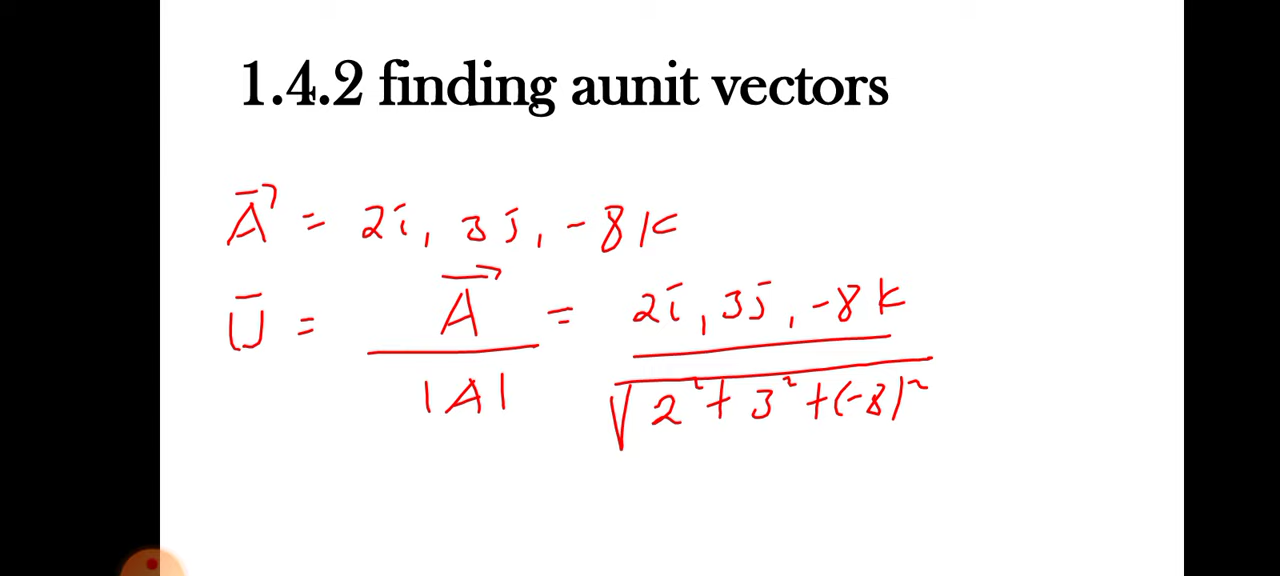 1.4.2 finding aunit vectors
A⃗ = 2i, 3j, -8k
Ū = A⃗ / |A| = 2i, 3j, -8k / √2² + 3² + (-8)²